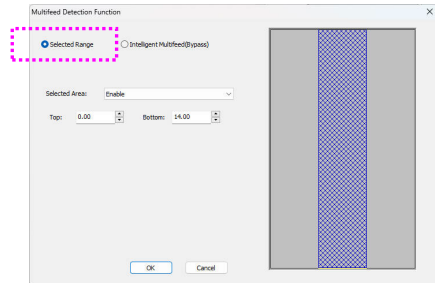 Multifeed Detection Function
Selected Range Intelligent Multifeed(Bypass)
Selected Area: Enable
Top: 0.00 Bottom: 14.00
OK Cancel